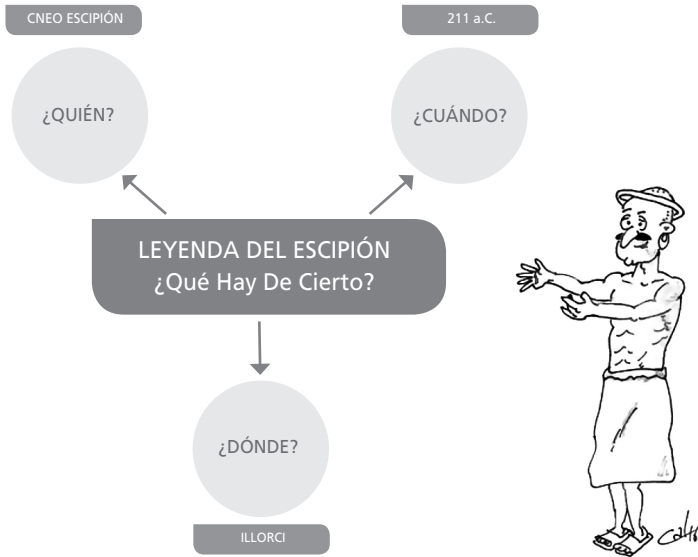 CNEO ESCIPIÓN
211 a.C.
¿QUIÉN?
¿CUÁNDO?
LEYENDA DEL ESCIPIÓN
¿Qué Hay De Cierto?
¿DÓNDE?
ILLORCI